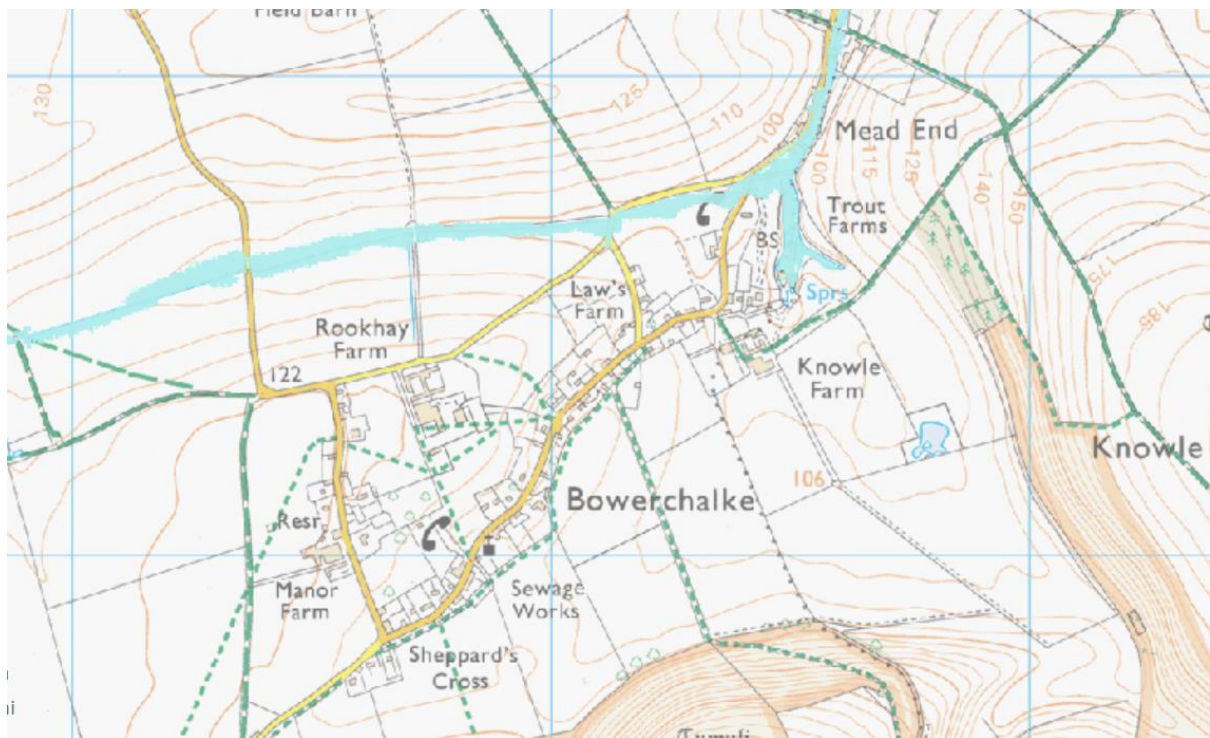 Field Barn
130
125
110
100
Mead End
100
115
125
140
150
Trout
Farms
BS
175
185
Sprs
Law's
Farm
Rookhay
Farm
122
Knowle
Farm
Knowle
106
Bowerchalke
Resr
Manor
Farm
Sewage
Works
Sheppard's
Cross
Tumuli